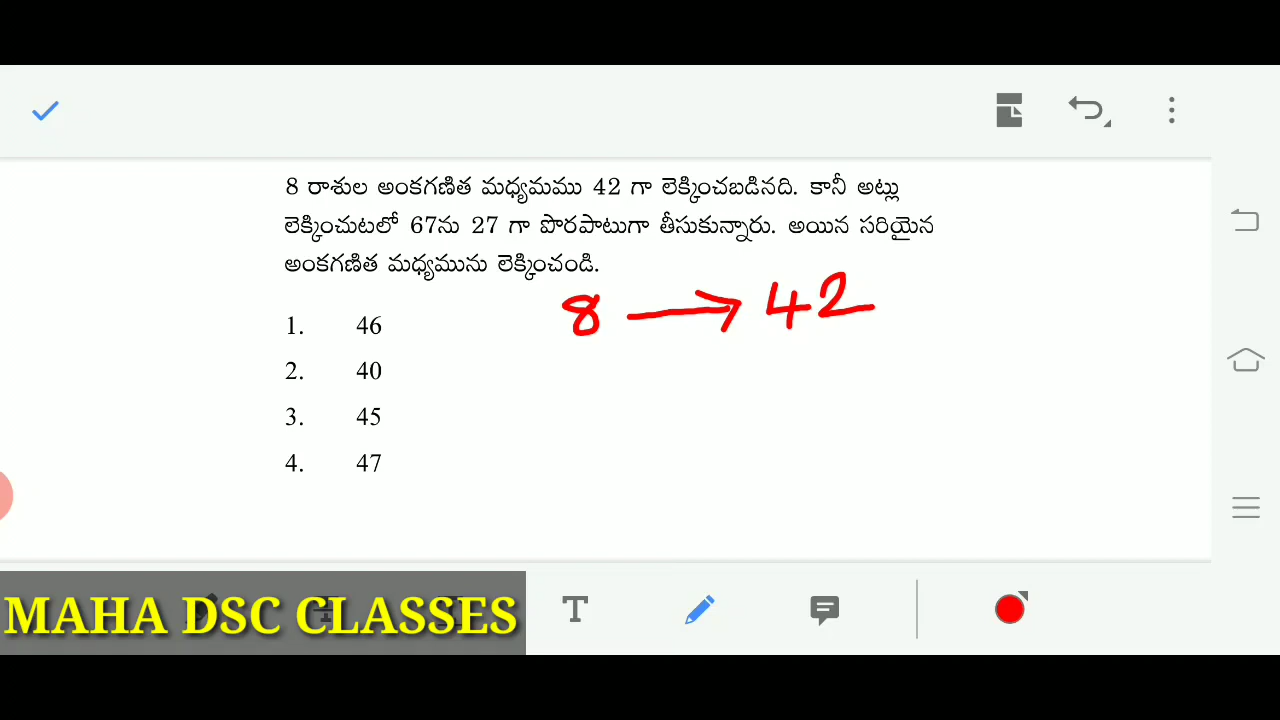 8 రాశుల అంకగణిత మధ్యమము 42 గా లెక్కించబడినది. కానీ అట్లు
లెక్కించుటలో 67ను 27 గా పొరపాటుగా తీసుకున్నారు. అయిన సరియైన
అంకగణిత మధ్యమును లెక్కించండి.
8 → 42
1. 46
2. 40
3. 45
4. 47
MAHA DSC CLASSES
T